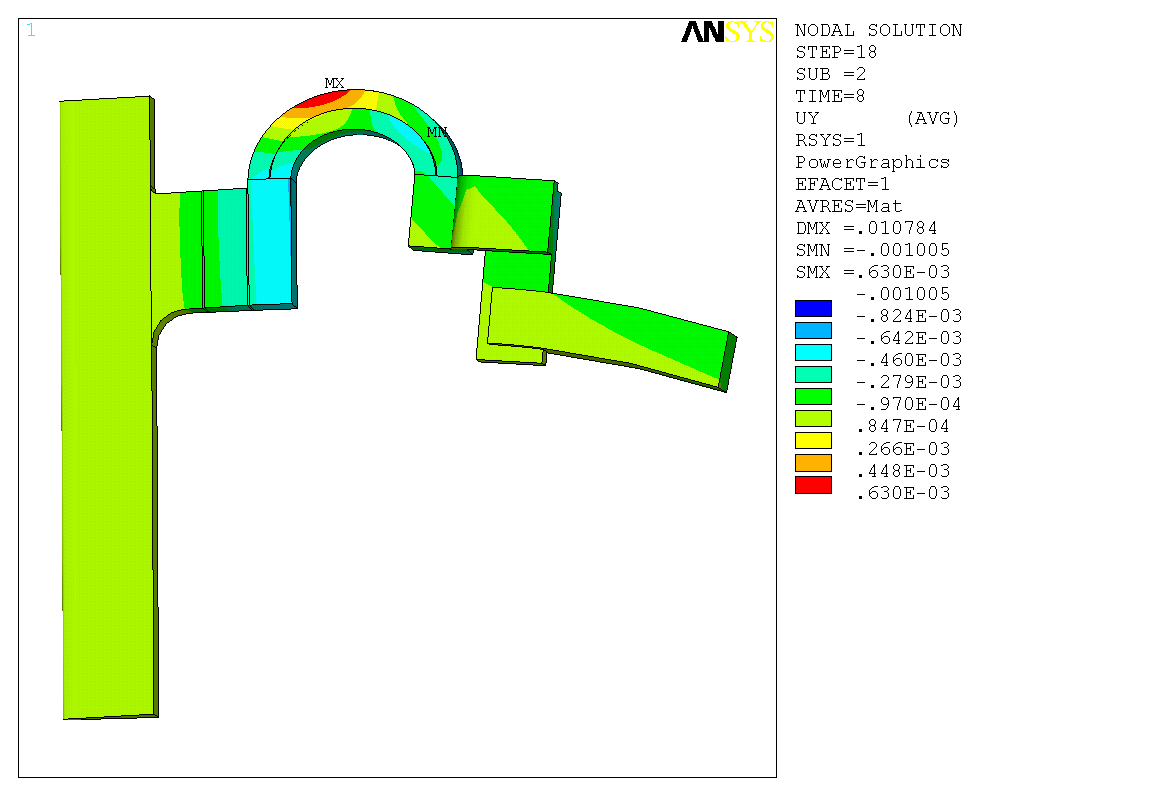 1
ANSYS
MX
MN
NODAL SOLUTION
STEP=18
SUB =2
TIME=8
UY (AVG)
RSYS=1
PowerGraphics
EFACET=1
AVRES=Mat
DMX =.010784
SMN =-.001005
SMX =.630E-03
-.001005
-.824E-03
-.642E-03
-.460E-03
-.279E-03
-.970E-04
.847E-04
.266E-03
.448E-03
.630E-03